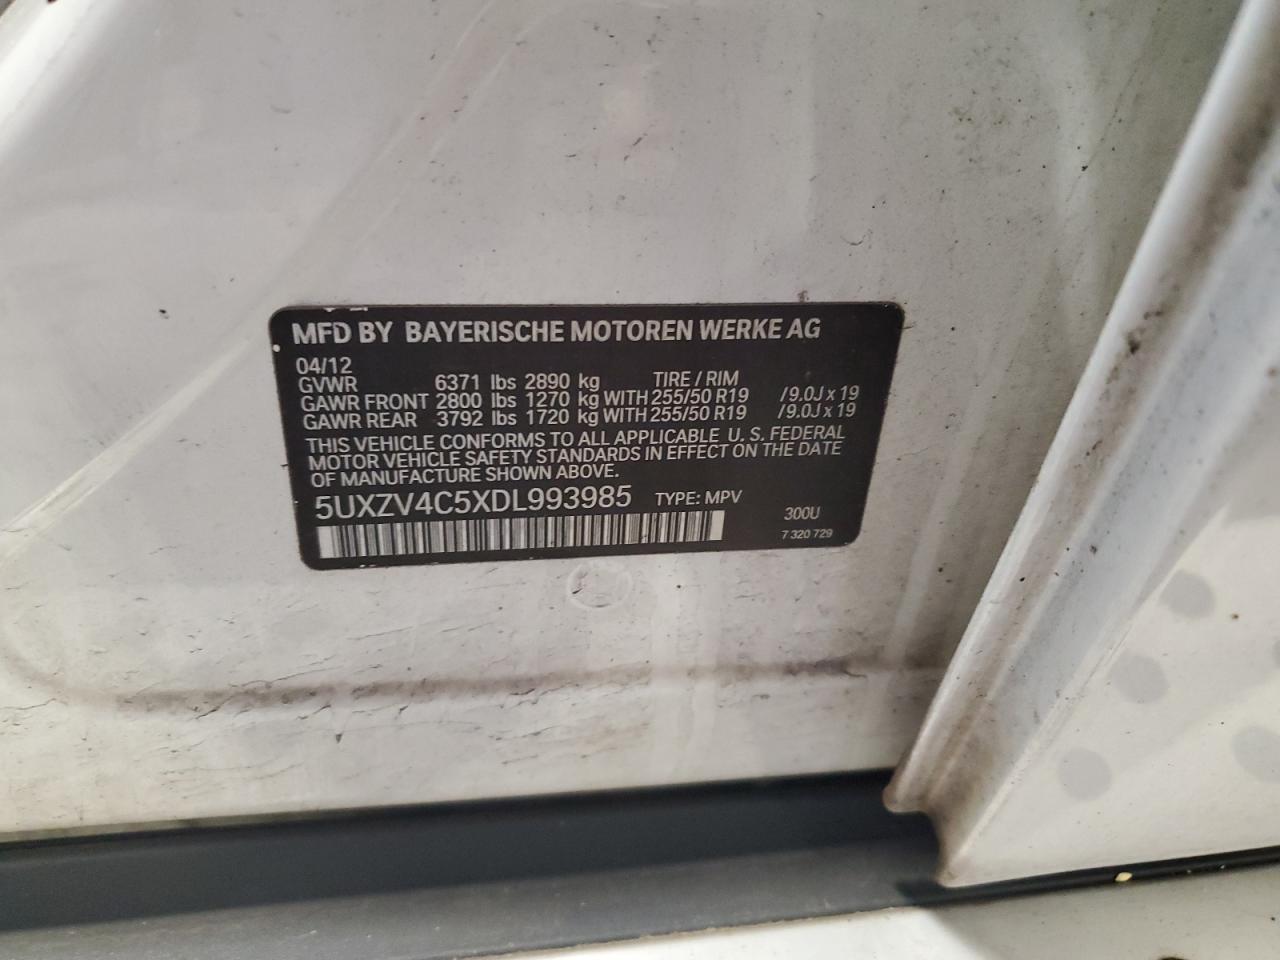 MFD BY BAYERISCHE MOTOREN WERKE AG
04/12
GVWR 6371 lbs 2890 kg TIRE / RIM
GAWR FRONT 2800 lbs 1270 kg WITH 255/50 R19 /9.0J x 19
GAWR REAR 3792 lbs 1720 kg WITH 255/50 R19 /9.0J x 19
THIS VEHICLE CONFORMS TO ALL APPLICABLE U. S. FEDERAL
MOTOR VEHICLE SAFETY STANDARDS IN EFFECT ON THE DATE
OF MANUFACTURE SHOWN ABOVE.
5UXZV4C5XDL993985 TYPE: MPV
300U
7 320 729